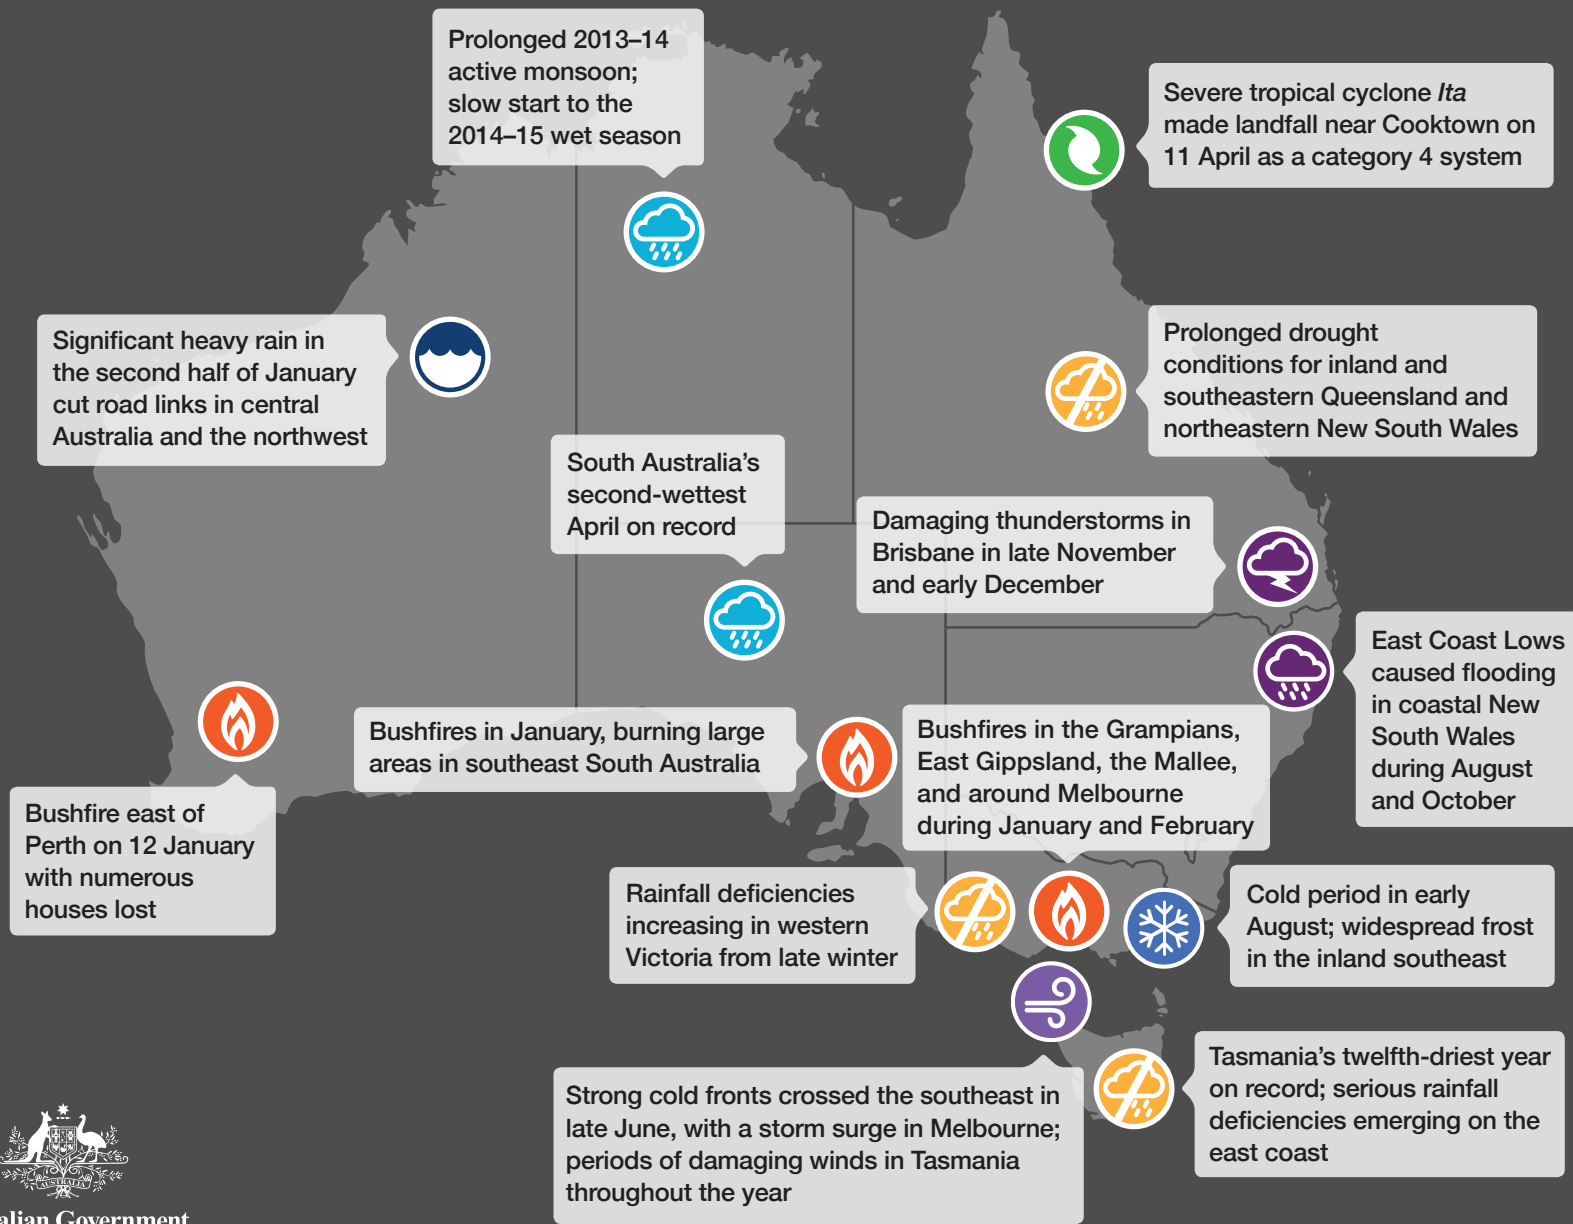 Prolonged 2013–14
active monsoon;
slow start to the
2014–15 wet season
Severe tropical cyclone Ita
made landfall near Cooktown on
11 April as a category 4 system
Significant heavy rain in
the second half of January
cut road links in central
Australia and the northwest
Prolonged drought
conditions for inland and
southeastern Queensland and
northeastern New South Wales
South Australia’s
second-wettest
April on record
Damaging thunderstorms in
Brisbane in late November
and early December
East Coast Lows
caused flooding
in coastal New
South Wales
during August
and October
Bushfires in January, burning large
areas in southeast South Australia
Bushfires in the Grampians,
East Gippsland, the Mallee,
and around Melbourne
during January and February
Bushfire east of
Perth on 12 January
with numerous
houses lost
Rainfall deficiencies
increasing in western
Victoria from late winter
Cold period in early
August; widespread frost
in the inland southeast
Strong cold fronts crossed the southeast in
late June, with a storm surge in Melbourne;
periods of damaging winds in Tasmania
throughout the year
Tasmania’s twelfth-driest year
on record; serious rainfall
deficiencies emerging on the
east coast
AUSTRALIA
alian Government